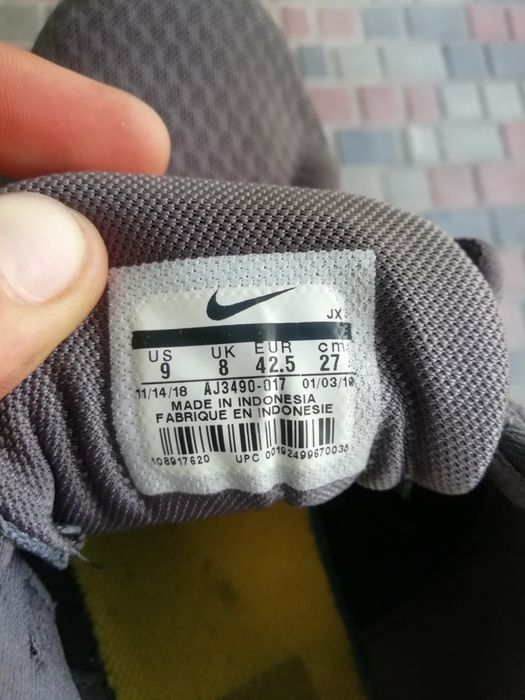 JX
US UK EUR cm
9 8 42.5 27
11/14/18 AJ3490-017 01/03/19
MADE IN INDONESIA
FABRIQUE EN INDONESIE
108917620 UPC 00192499670035